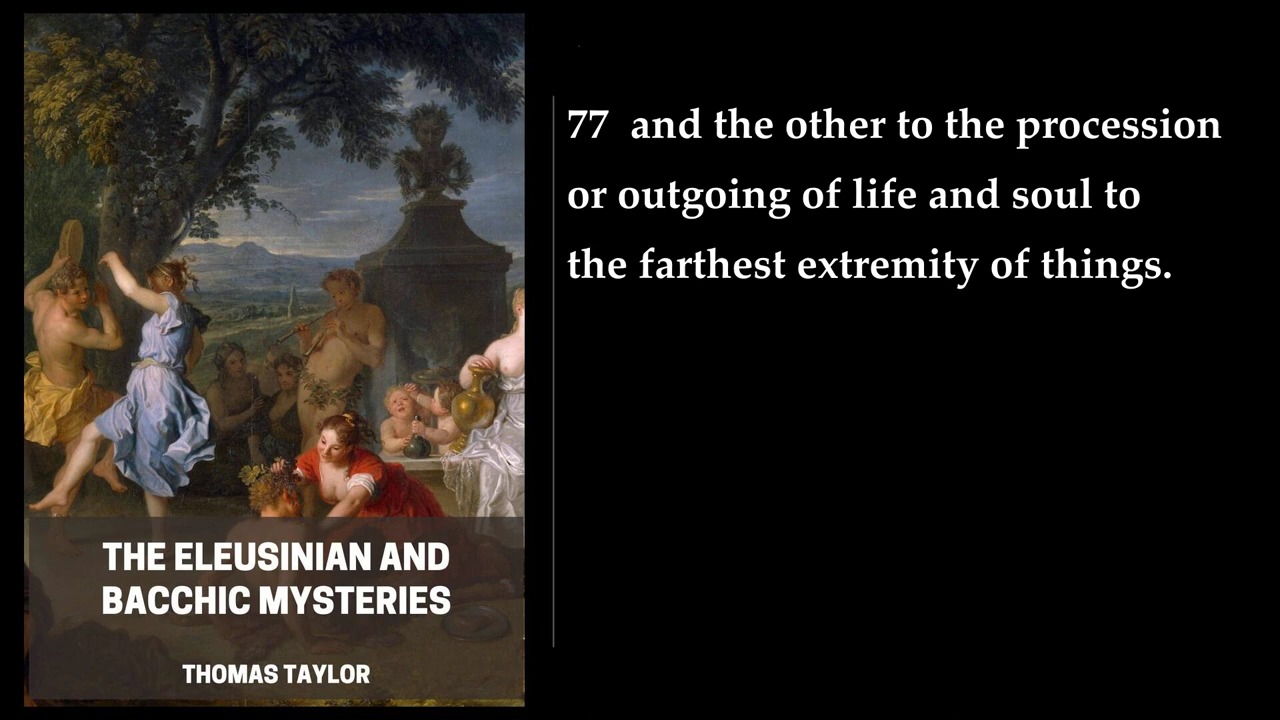 77 and the other to the procession
or outgoing of life and soul to
the farthest extremity of things.
THE ELEUSINIAN AND
BACCHIC MYSTERIES
THOMAS TAYLOR